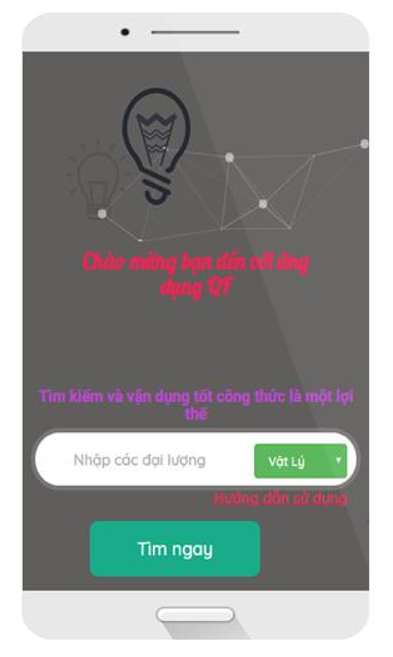 Chào mừng bạn đến với ứng
dụng QF
Tìm kiếm và vận dụng tốt công thức là một lợi
thế
Nhập các đại lượng
Vật Lý
Hướng dẫn sử dụng
Tìm ngay